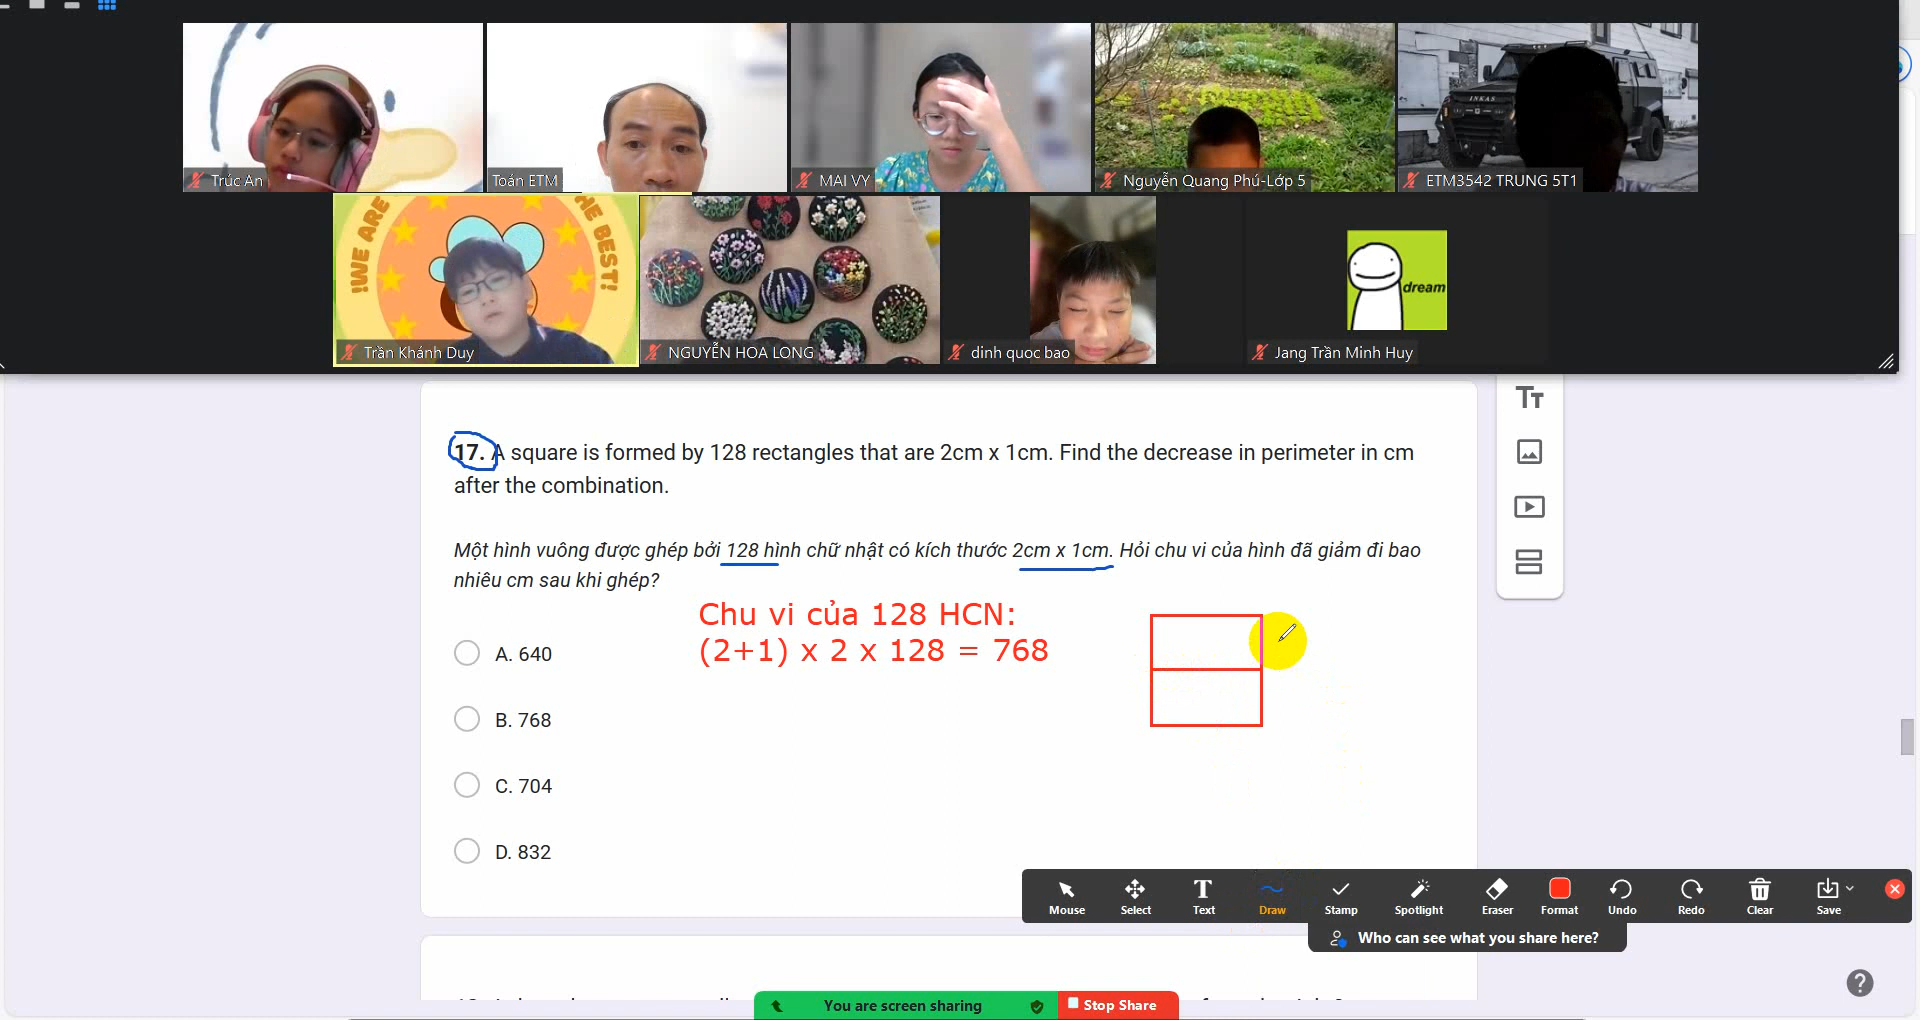 INKAS
Trúc An
Toán ETM
MAI VY
Nguyễn Quang Phú-Lớp 5
ETM3542 TRUNG 5T1
!WE ARE
THE BEST!
dream
Trần Khánh Duy
NGUYỄN HOA LONG
dinh quoc bao
Jang Trần Minh Huy
17. A square is formed by 128 rectangles that are 2cm x 1cm. Find the decrease in perimeter in cm
after the combination.
Một hình vuông được ghép bởi 128 hình chữ nhật có kích thước 2cm x 1cm. Hỏi chu vi của hình đã giảm đi bao
nhiêu cm sau khi ghép?
Chu vi của 128 HCN:
(2+1) x 2 x 128 = 768
A. 640
B. 768
C. 704
D. 832
Mouse
Select
Text
Draw
Stamp
Spotlight
Eraser
Format
Undo
Redo
Clear
Save
Who can see what you share here?
You are screen sharing
Stop Share